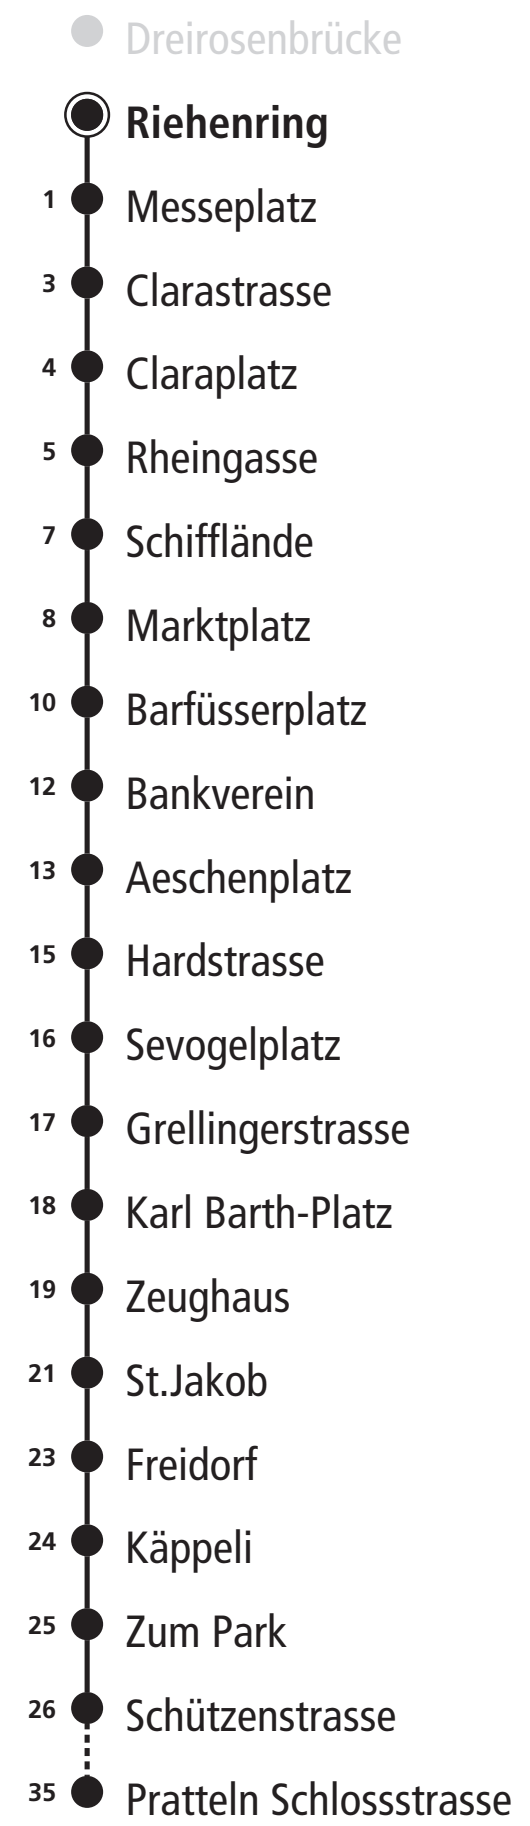 Dreirosenbrücke
Riehenring
1 Messeplatz
3 Clarastrasse
4 Claraplatz
5 Rheingasse
7 Schifflände
8 Marktplatz
10 Barfüsserplatz
12 Bankverein
13 Aeschenplatz
15 Hardstrasse
16 Sevogelplatz
17 Grellingerstrasse
18 Karl Barth-Platz
19 Zeughaus
21 St.Jakob
23 Freidorf
24 Käppeli
25 Zum Park
26 Schützenstrasse
35 Pratteln Schlossstrasse